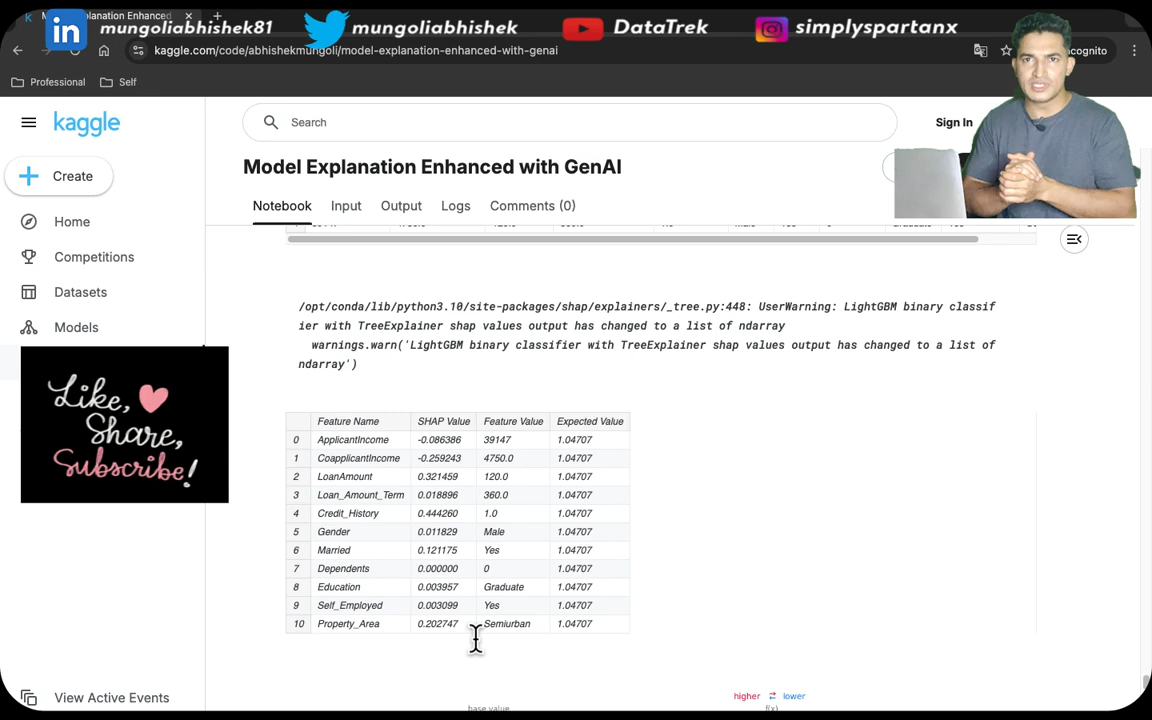 Explanation Enhanced
mungoliabhishek81
mungoliabhishek
DataTrek
simplyspartanx
kaggle.com/code/abhishekmungoli/model-explanation-enhanced-with-genai
Professional
Self
kaggle
Search
Sign In
Create
Model Explanation Enhanced with GenAI
Notebook
Input
Output
Logs
Comments (0)
Home
Competitions
Datasets
Models
/opt/conda/lib/python3.10/site-packages/shap/explainers/_tree.py:448: UserWarning: LightGBM binary classif
ier with TreeExplainer shap values output has changed to a list of ndarray
warnings.warn('LightGBM binary classifier with TreeExplainer shap values output has changed to a list of
ndarray')
Like,
Share,
Subscribe!
Feature Name SHAP Value Feature Value Expected Value
0 ApplicantIncome -0.086386 39147 1.04707
1 CoapplicantIncome -0.259243 4750.0 1.04707
2 LoanAmount 0.321459 120.0 1.04707
3 Loan_Amount_Term 0.018896 360.0 1.04707
4 Credit_History 0.444260 1.0 1.04707
5 Gender 0.011829 Male 1.04707
6 Married 0.121175 Yes 1.04707
7 Dependents 0.000000 0 1.04707
8 Education 0.003957 Graduate 1.04707
9 Self_Employed 0.003099 Yes 1.04707
10 Property_Area 0.202747 Semiurban 1.04707
View Active Events
higher ⇄ lower
base value f(x)